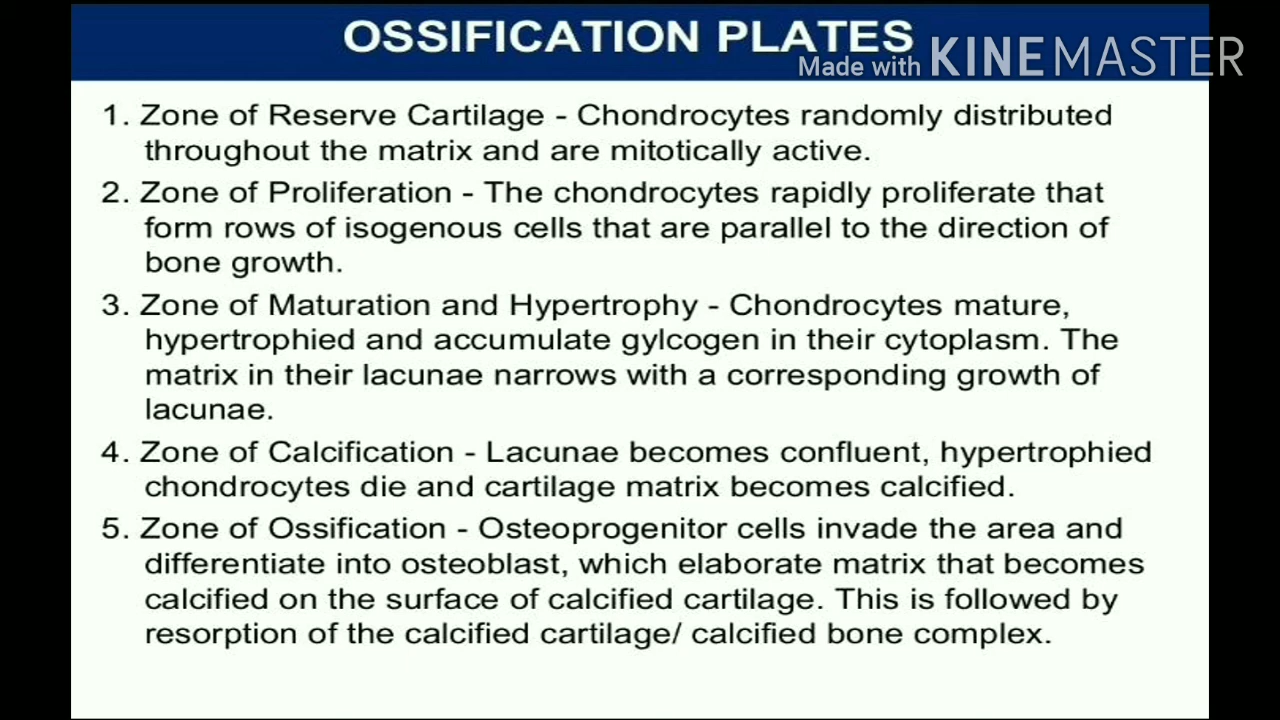 OSSIFICATION PLATES
Made with KINEMASTER
1. Zone of Reserve Cartilage - Chondrocytes randomly distributed
throughout the matrix and are mitotically active.
2. Zone of Proliferation - The chondrocytes rapidly proliferate that
form rows of isogenous cells that are parallel to the direction of
bone growth.
3. Zone of Maturation and Hypertrophy - Chondrocytes mature,
hypertrophied and accumulate gylcogen in their cytoplasm. The
matrix in their lacunae narrows with a corresponding growth of
lacunae.
4. Zone of Calcification - Lacunae becomes confluent, hypertrophied
chondrocytes die and cartilage matrix becomes calcified.
5. Zone of Ossification - Osteoprogenitor cells invade the area and
differentiate into osteoblast, which elaborate matrix that becomes
calcified on the surface of calcified cartilage. This is followed by
resorption of the calcified cartilage/ calcified bone complex.